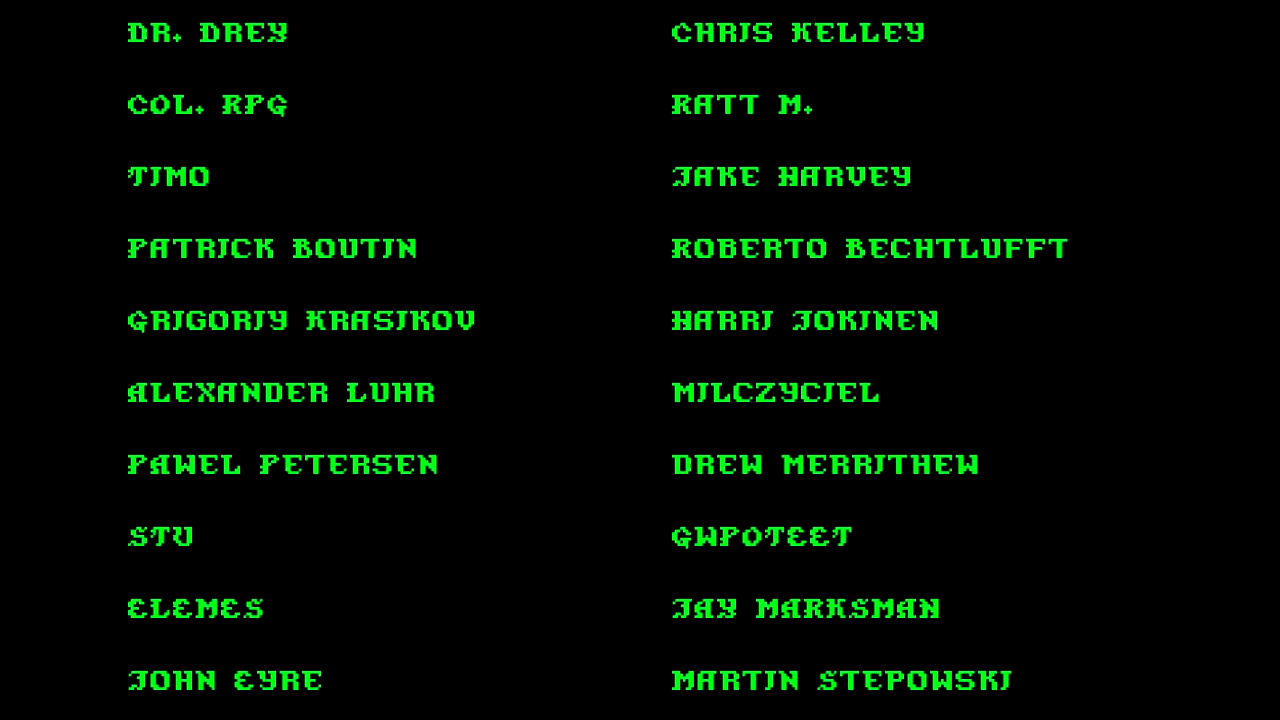 DR. DREY
CHRIS KELLEY
COL. RPG
RATT M.
TIMO
JAKE HARVEY
PATRICK BOUTIN
ROBERTO BECHTLUFFT
GRIGORIY KRASIKOV
HARRI JOKINEN
ALEXANDER LUHR
MILCZYCIEL
PAWEL PETERSEN
DREW MERRITHEW
STU
GWPOTEET
ELEMES
JAY MARKSMAN
JOHN EYRE
MARTIN STEPOWSKI